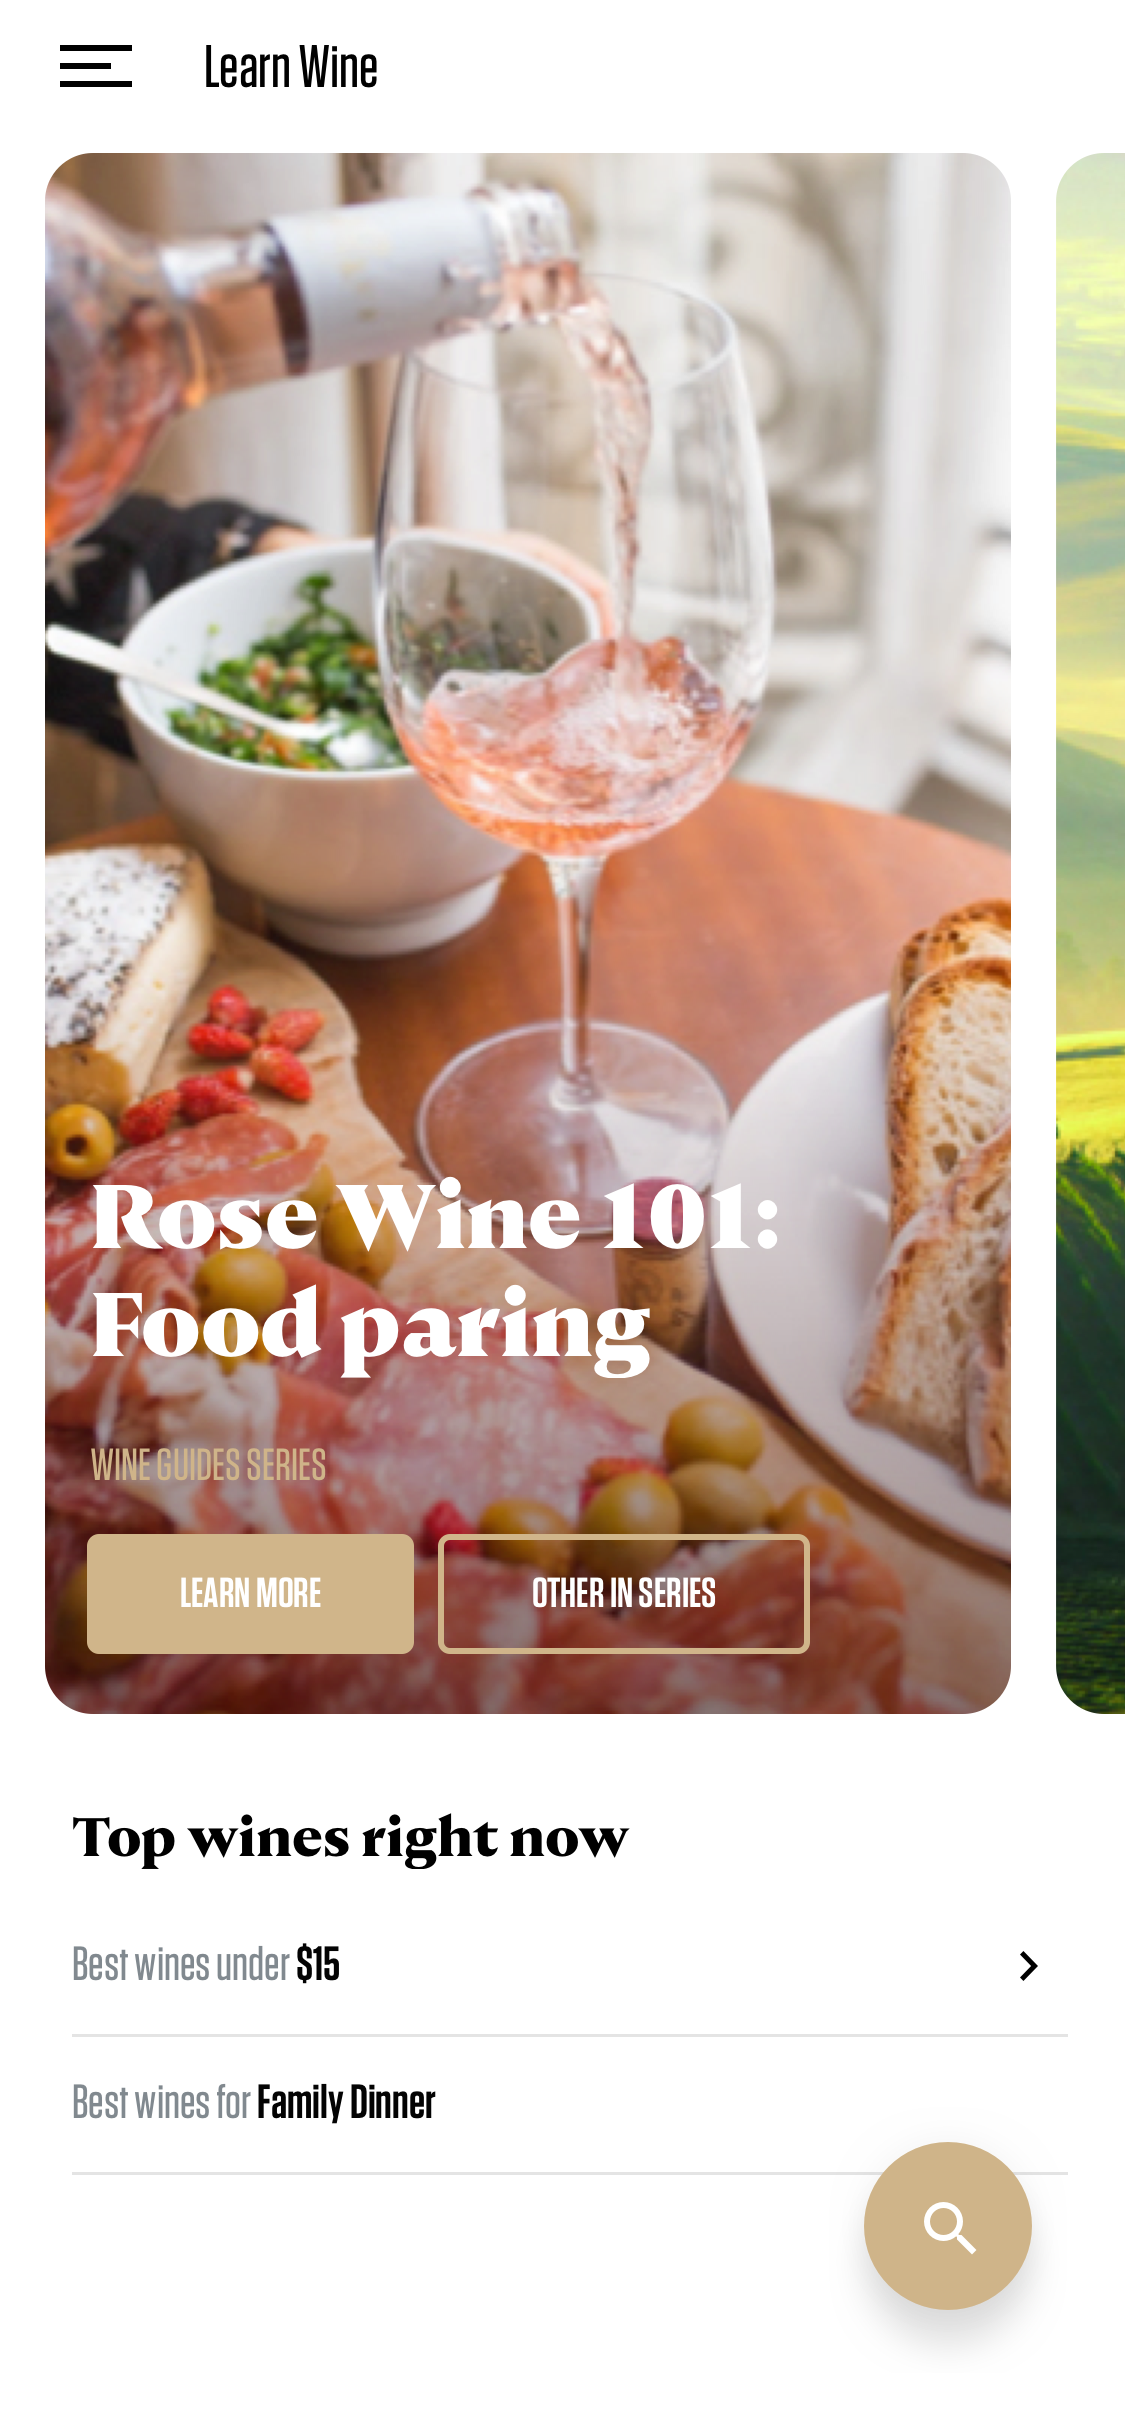 Learn Wine
Rose Wine 101:
Food paring
WINE GUIDES SERIES
LEARN MORE
OTHER IN SERIES
Top wines right now
Best wines under $15
Best wines for Family Dinner